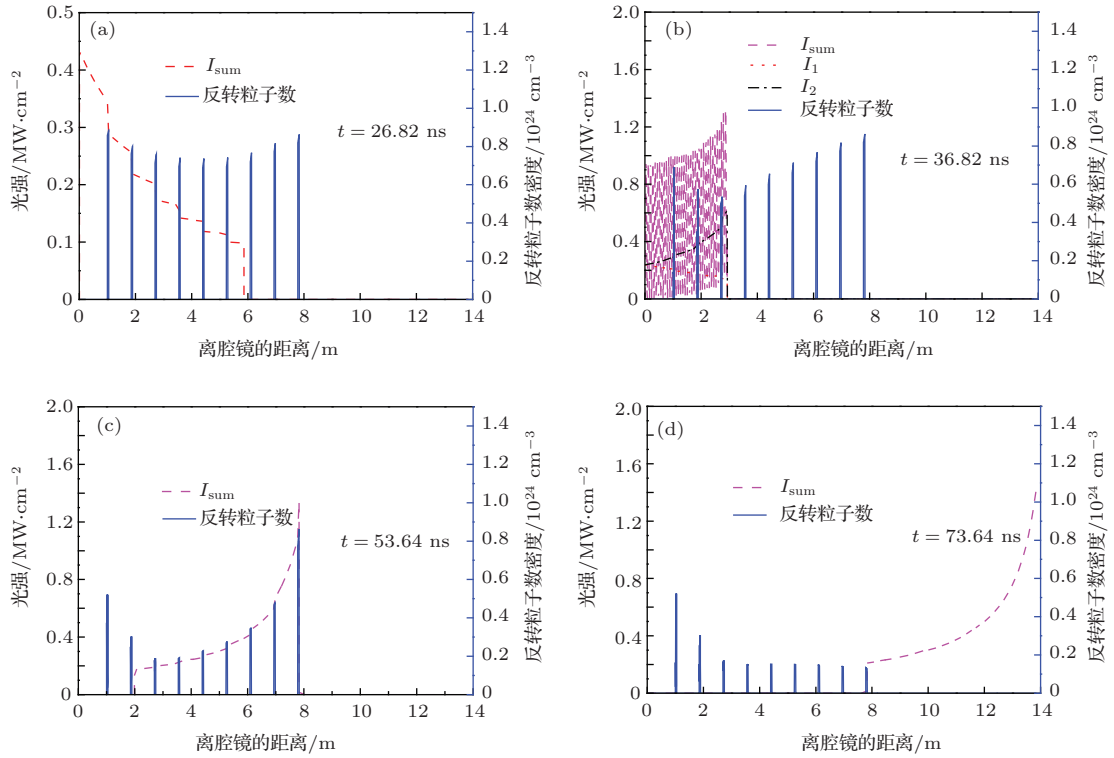 (a)
0.5
0.4
0.3
0.2
0.1
0
1.4
1.2
1.0
0.8
0.6
0.4
0.2
0
0 2 4 6 8 10 12 14
光强/MW·cm⁻²
反转粒子数密度/10²⁴ cm⁻³
离腔镜的距离/m
I_sum
反转粒子数
t = 26.82 ns
(b)
2.0
1.6
1.2
0.8
0.4
0
1.4
1.2
1.0
0.8
0.6
0.4
0.2
0
0 2 4 6 8 10 12 14
光强/MW·cm⁻²
反转粒子数密度/10²⁴ cm⁻³
离腔镜的距离/m
I_sum
I₁
I₂
反转粒子数
t = 36.82 ns
(c)
2.0
1.6
1.2
0.8
0.4
0
1.4
1.2
1.0
0.8
0.6
0.4
0.2
0
0 2 4 6 8 10 12 14
光强/MW·cm⁻²
反转粒子数密度/10²⁴ cm⁻³
离腔镜的距离/m
I_sum
反转粒子数
t = 53.64 ns
(d)
2.0
1.6
1.2
0.8
0.4
0
1.4
1.2
1.0
0.8
0.6
0.4
0.2
0
0 2 4 6 8 10 12 14
光强/MW·cm⁻²
反转粒子数密度/10²⁴ cm⁻³
离腔镜的距离/m
I_sum
反转粒子数
t = 73.64 ns